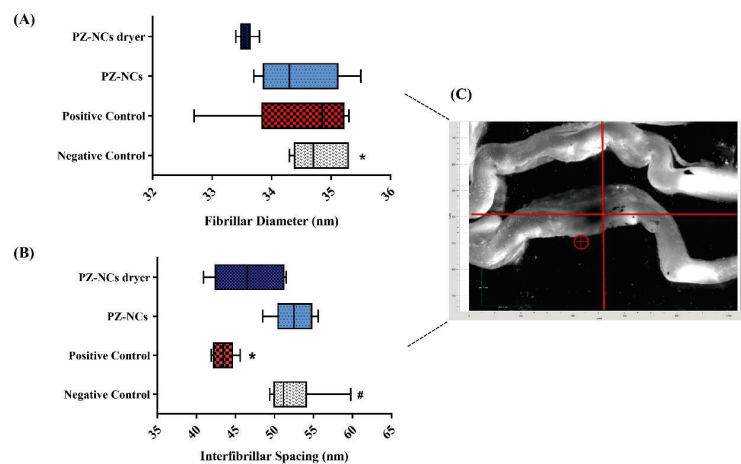 (A)
PZ-NCs dryer
PZ-NCs
Positive Control
Negative Control
*
32 33 34 35 36
Fibrillar Diameter (nm)
(B)
PZ-NCs dryer
PZ-NCs
Positive Control
*
Negative Control
#
35 40 45 50 55 60 65
Interfibrillar Spacing (nm)
(C)